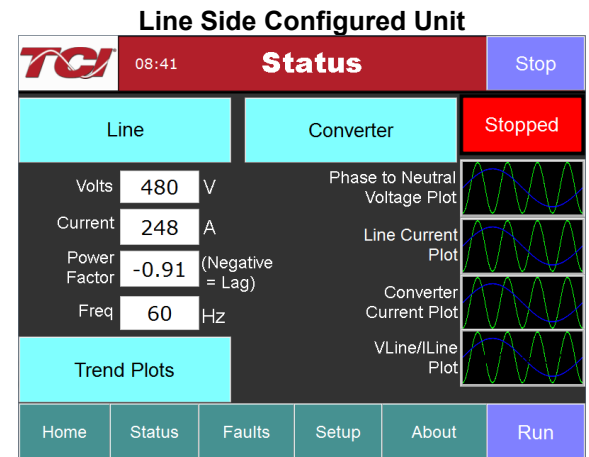 Line Side Configured Unit
TCI
08:41
Status
Stop
Line
Converter
Stopped
Volts 480 V
Current 248 A
Power
Factor
-0.91
(Negative
= Lag)
Freq 60 Hz
Phase to Neutral
Voltage Plot
Line Current
Plot
Converter
Current Plot
VLine/ILine
Plot
Trend Plots
Home Status Faults Setup About Run